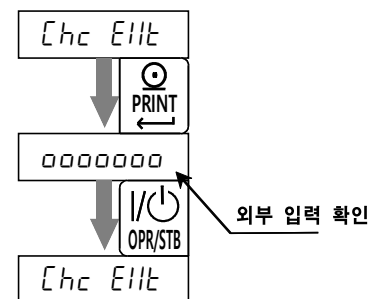 Chc EIIt
PRINT
ooooooo
I/
외부 입력 확인
OPR/STB
Chc EIIt